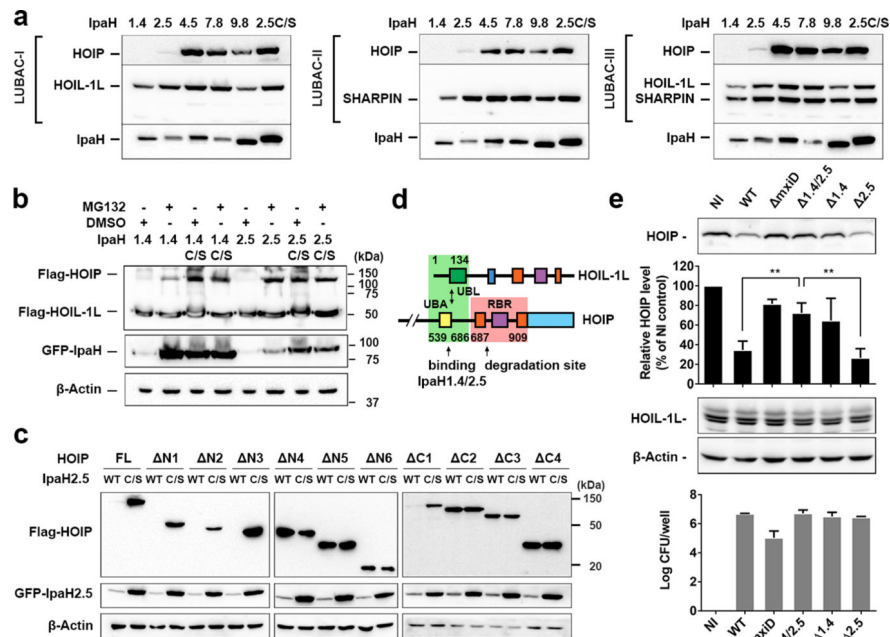 a
IpaH 1.4 2.5 4.5 7.8 9.8 2.5C/S
LUBAC-I
HOIP
HOIL-1L
IpaH
IpaH 1.4 2.5 4.5 7.8 9.8 2.5C/S
LUBAC-II
HOIP
SHARPIN
IpaH
IpaH 1.4 2.5 4.5 7.8 9.8 2.5C/S
LUBAC-III
HOIP
HOIL-1L
SHARPIN
IpaH
b
MG132 - + - + - + - +
DMSO + - + - + - + -
IpaH 1.4 1.4 1.4 1.4 2.5 2.5 2.5 2.5
C/S C/S C/S C/S
(kDa)
Flag-HOIP
150
100
75
Flag-HOIL-1L
50
GFP-IpaH
100
75
β-Actin
37
c
HOIP FL ΔN1 ΔN2 ΔN3 ΔN4 ΔN5 ΔN6 ΔC1 ΔC2 ΔC3 ΔC4
IpaH2.5 WT C/S WT C/S WT C/S WT C/S WT C/S WT C/S WT C/S WT C/S WT C/S WT C/S WT C/S
(kDa)
Flag-HOIP
150
50
20
GFP-IpaH2.5
β-Actin
d
1 134
HOIL-1L
UBL
UBA RBR
HOIP
539 686 687 909
binding degradation site
IpaH1.4/2.5
e
NI WT ΔmxiD Δ1.4/2.5 Δ1.4 Δ2.5
HOIP -
Relative HOIP level
(% of NI control)
120
100
80
60
40
20
0
** **
HOIL-1L-
β-Actin -
Log CFU/well
8
6
4
2
0
NI WT